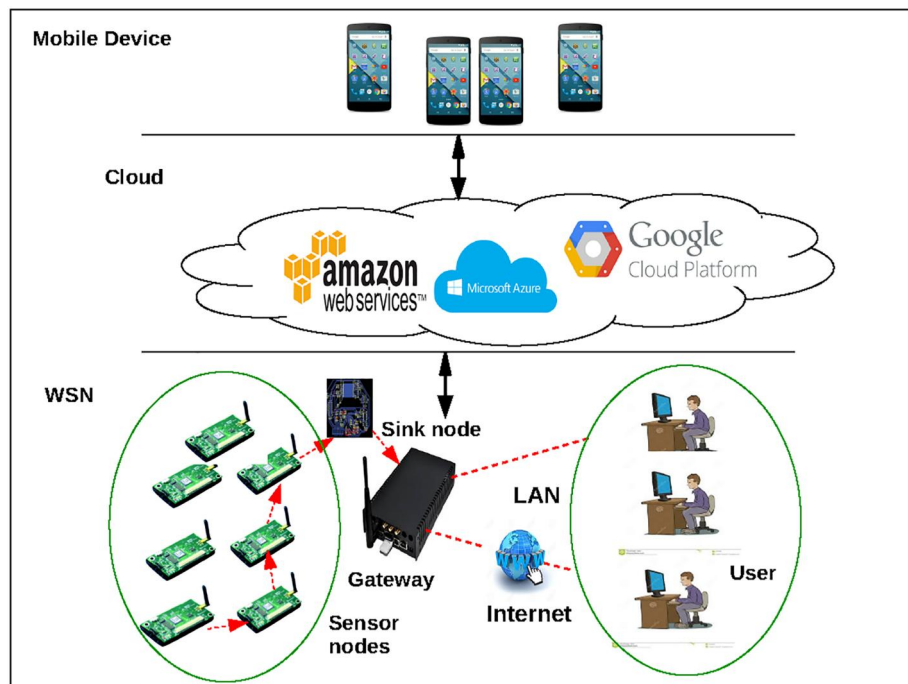 Mobile Device
Cloud
amazon
web services™
Microsoft Azure
Google
Cloud Platform
WSN
Sink node
LAN
Gateway
Internet
User
Sensor
nodes